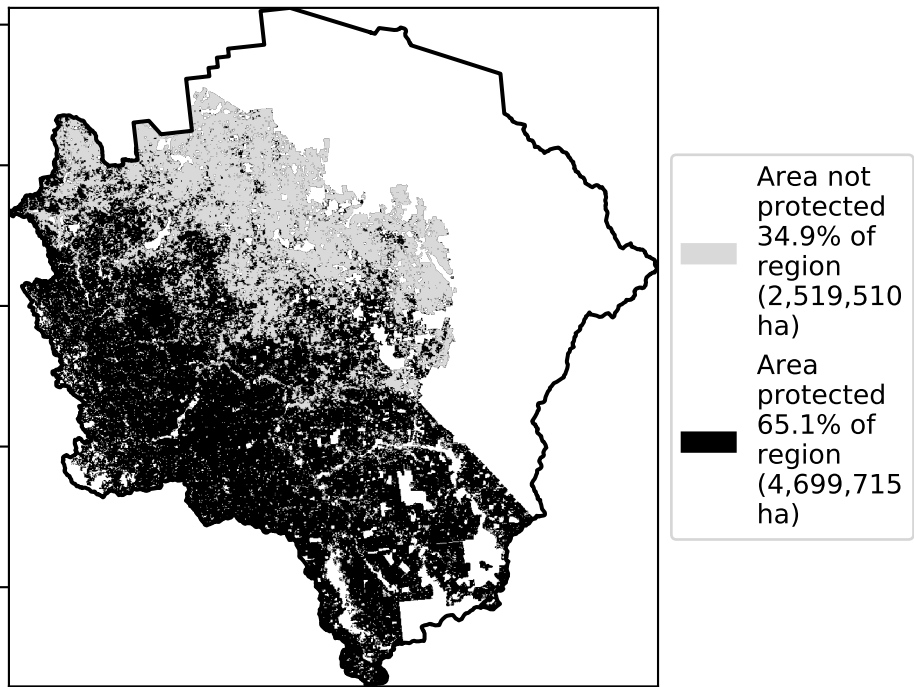 Area not
protected
34.9% of
region
(2,519,510
ha)
Area
protected
65.1% of
region
(4,699,715
ha)